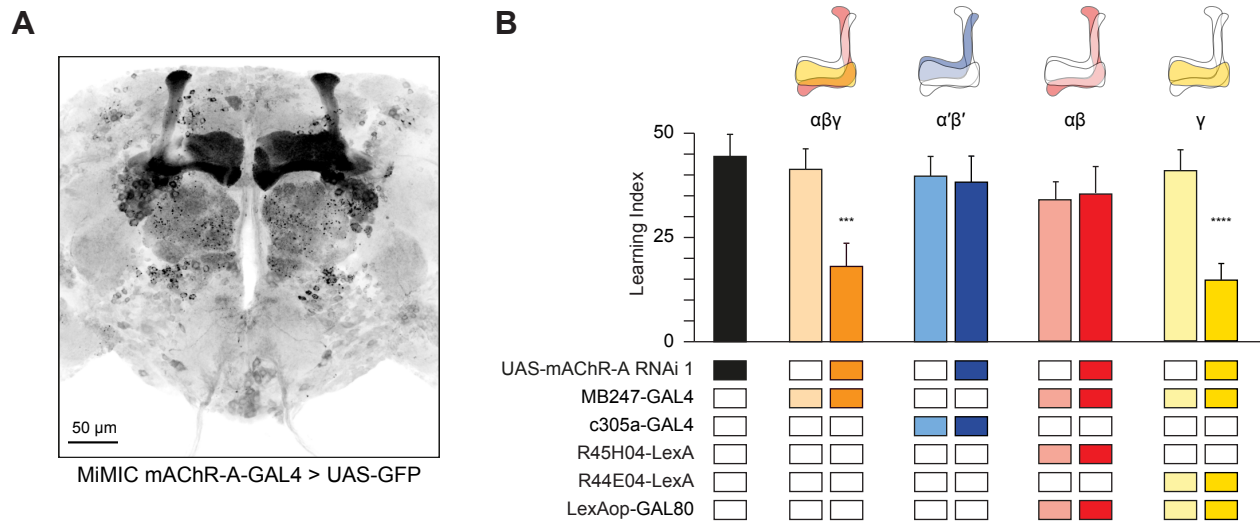 A
B
αβγ
α'β'
αβ
γ
50
25
0
Learning Index
***
****
50 µm
MiMIC mAChR-A-GAL4 > UAS-GFP
UAS-mAChR-A RNAi 1
MB247-GAL4
c305a-GAL4
R45H04-LexA
R44E04-LexA
LexAop-GAL80